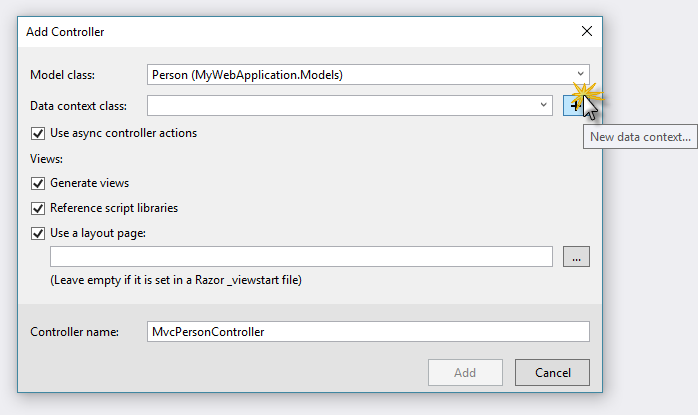 Add Controller
Model class: Person (MyWebApplication.Models)
Data context class: +
New data context...
Use async controller actions
Views:
Generate views
Reference script libraries
Use a layout page:
...
(Leave empty if it is set in a Razor _viewstart file)
Controller name: MvcPersonController
Add Cancel